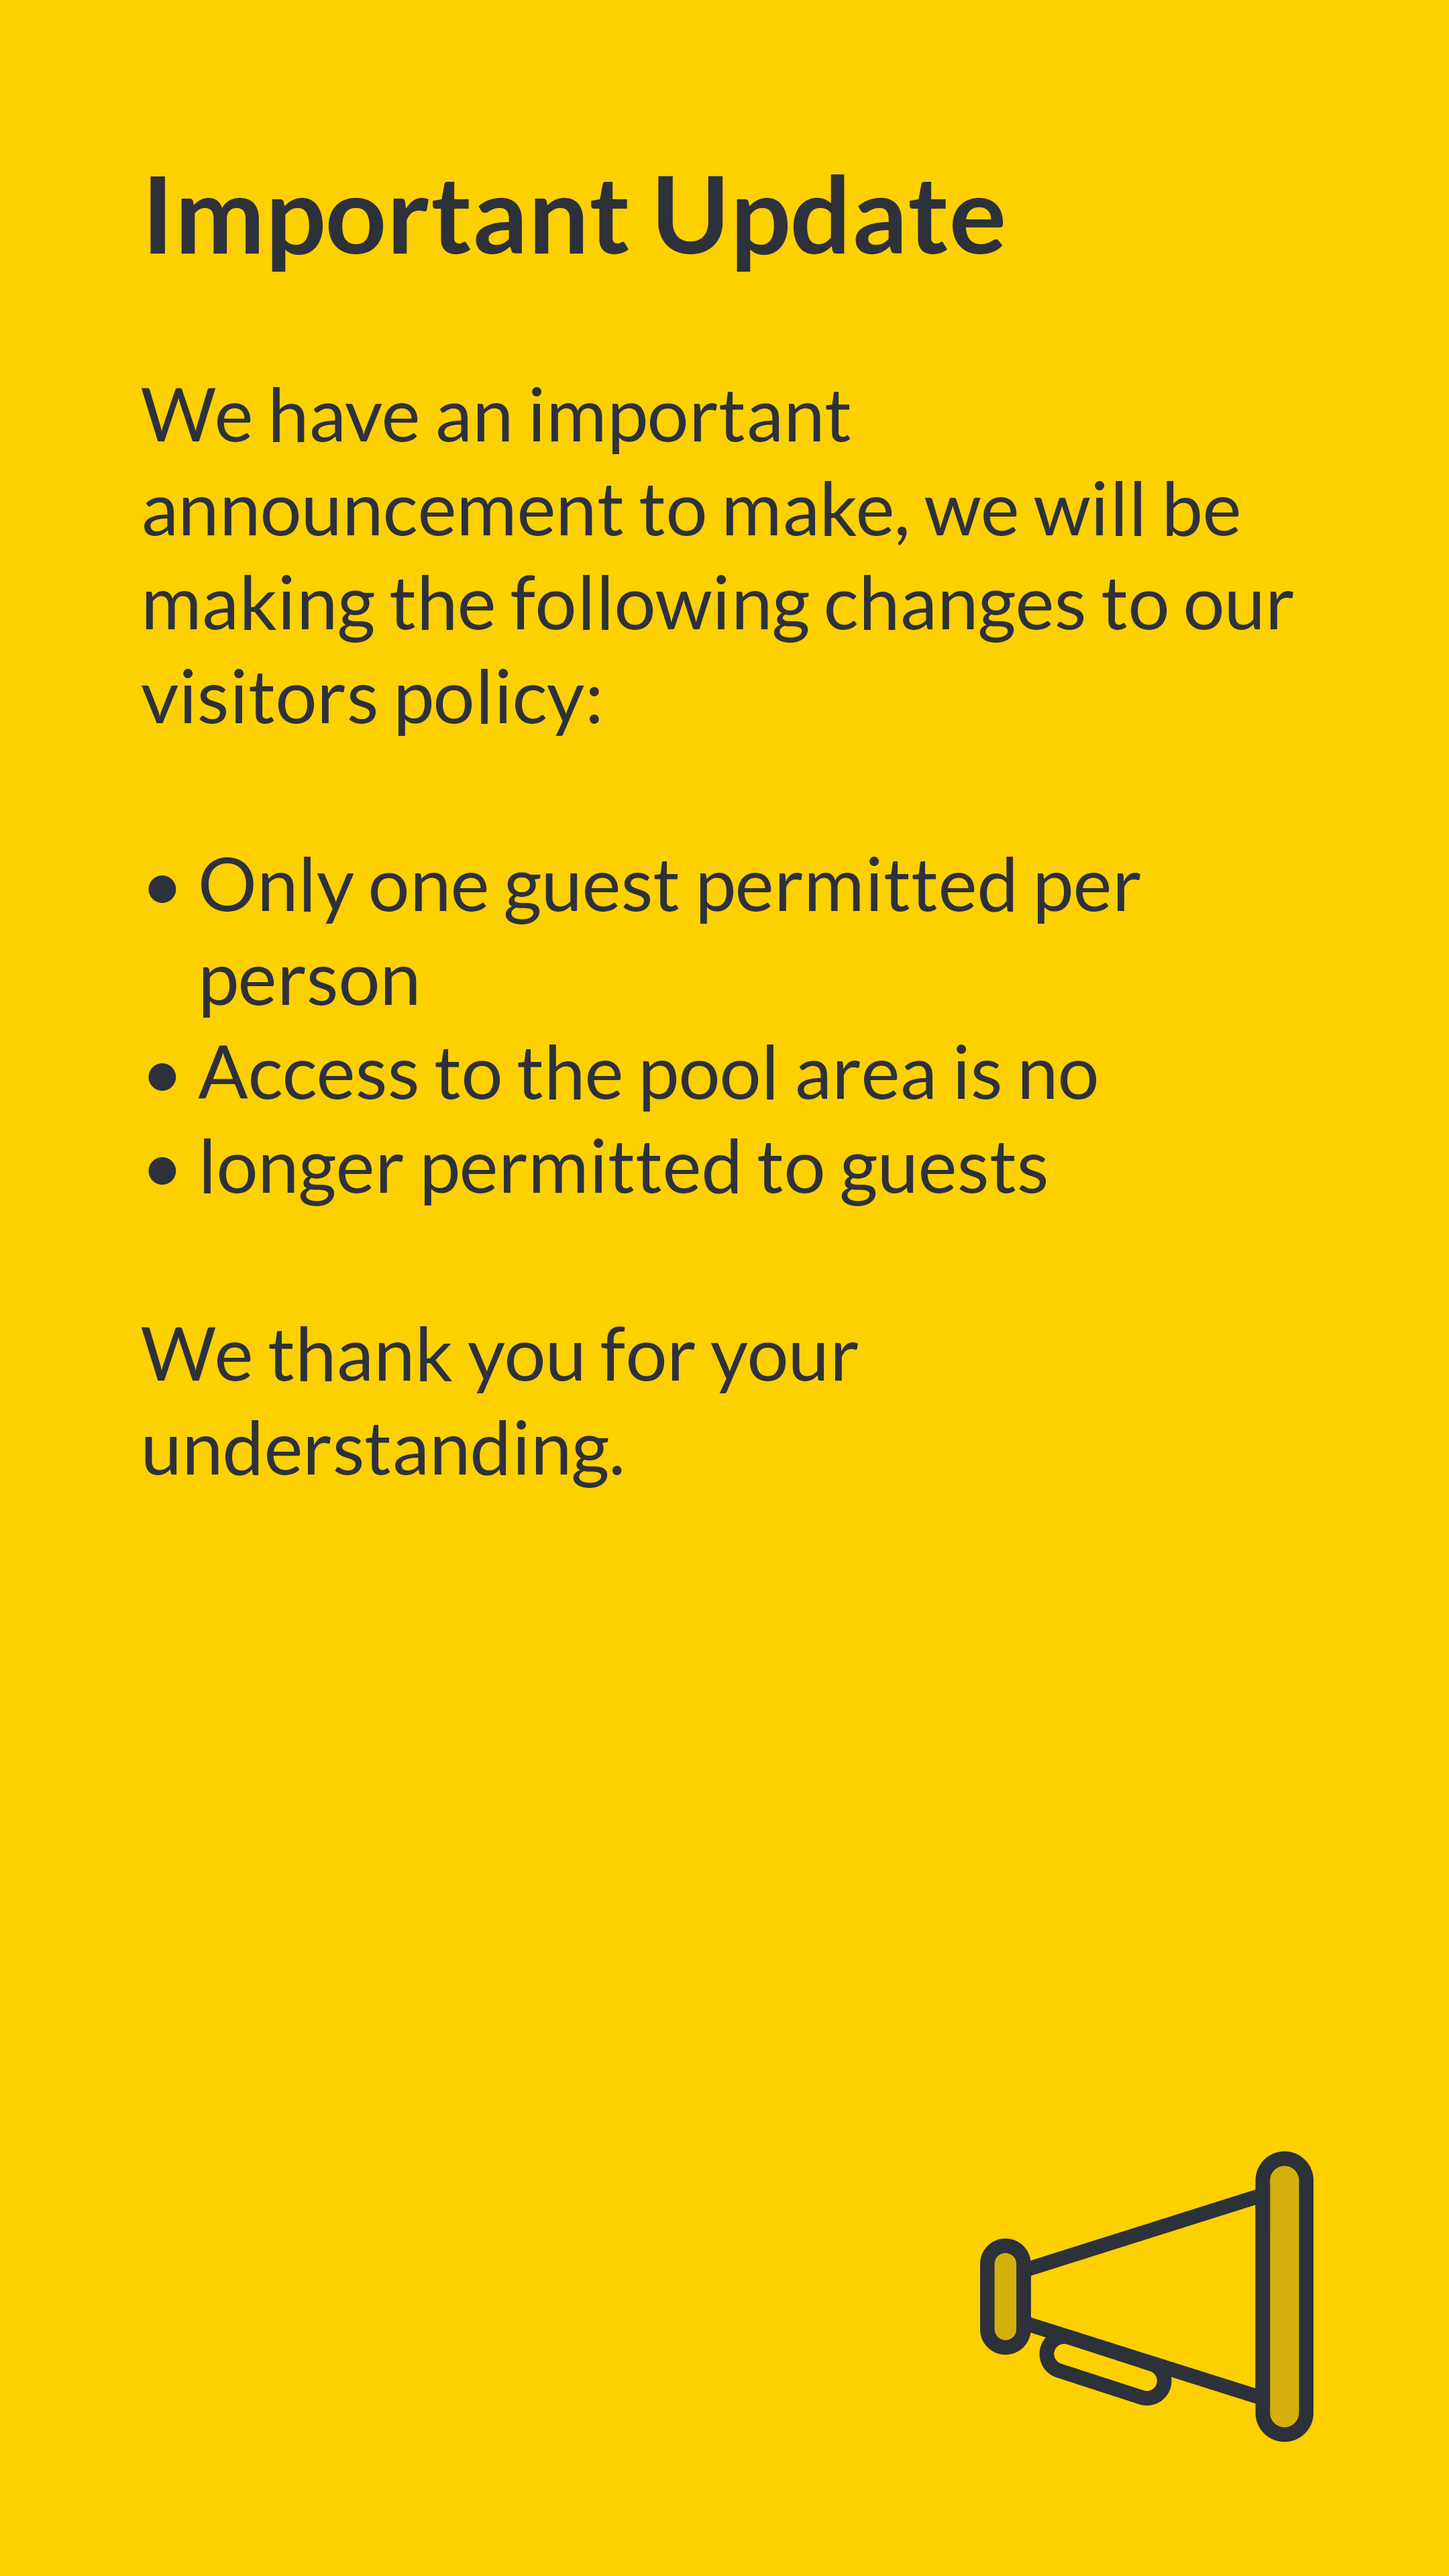 Important Update
We have an important
announcement to make, we will be
making the following changes to our
visitors policy:
• Only one guest permitted per
person
• Access to the pool area is no
• longer permitted to guests
We thank you for your
understanding.